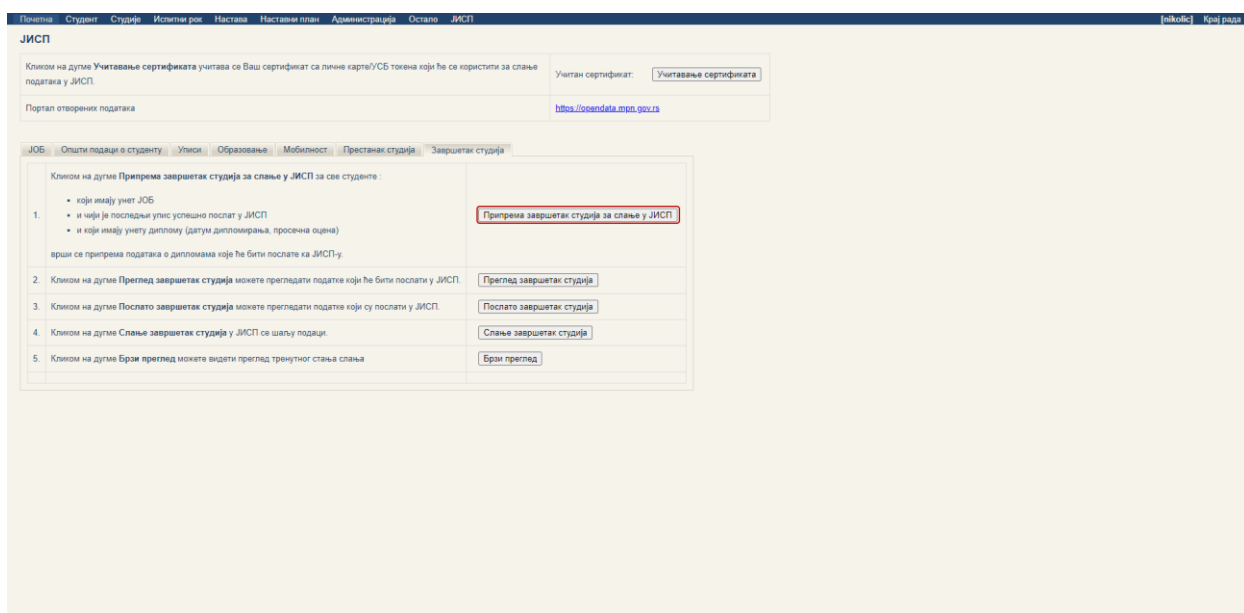 Почетна Студент Студије Испитни рок Настава Наставни план Администрација Остало ЈИСП [nikolic] Крај рада
ЈИСП
Кликом на дугме Учитавање сертификата учитава се Ваш сертификат са личне карте/УСБ токена који ће се користити за слање
података у ЈИСП.
Учитан сертификат: Учитавање сертификата
Портал отворених података https://opendata.mpn.gov.rs
ЈОБ Општи подаци о студенту Уписи Образовање Мобилност Престанак студија Завршетак студија
Кликом на дугме Припрема завршетак студија за слање у ЈИСП за све студенте :
• који имају унет ЈОБ
1. • и чији је последњи упис успешно послат у ЈИСП Припрема завршетак студија за слање у ЈИСП
• и који имају унету диплому (датум дипломирања, просечна оцена)
врши се припрема података о дипломама које ће бити послате ка ЈИСП-у.
2. Кликом на дугме Преглед завршетак студија можете прегледати податке који ће бити послати у ЈИСП. Преглед завршетак студија
3. Кликом на дугме Послато завршетак студија можете прегледати податке који су послати у ЈИСП. Послато завршетак студија
4. Кликом на дугме Слање завршетак студија у ЈИСП се шаљу подаци. Слање завршетак студија
5. Кликом на дугме Брзи преглед можете видети преглед тренутног стања слања Брзи преглед